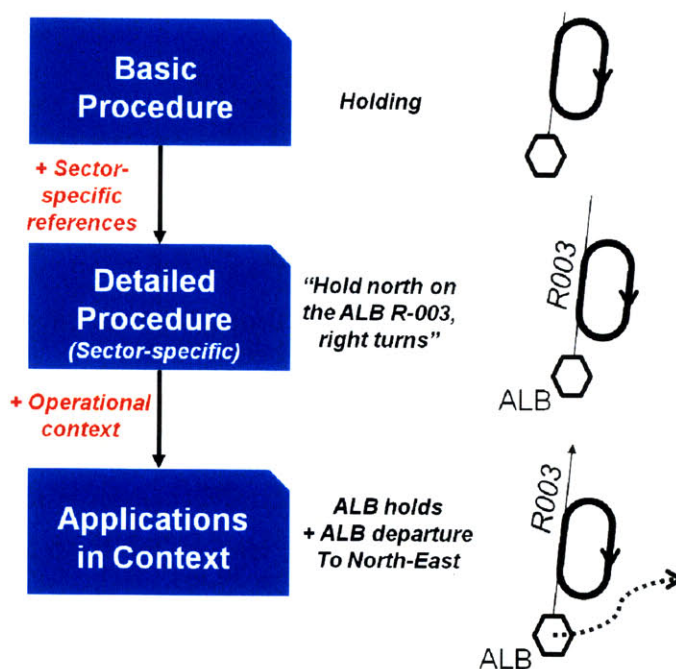 Basic
Procedure
Holding
+ Sector-
specific
references
Detailed
Procedure
(Sector-specific)
“Hold north on
the ALB R-003,
right turns”
R003
ALB
+ Operational
context
Applications
in Context
ALB holds
+ ALB departure
To North-East
R003
ALB